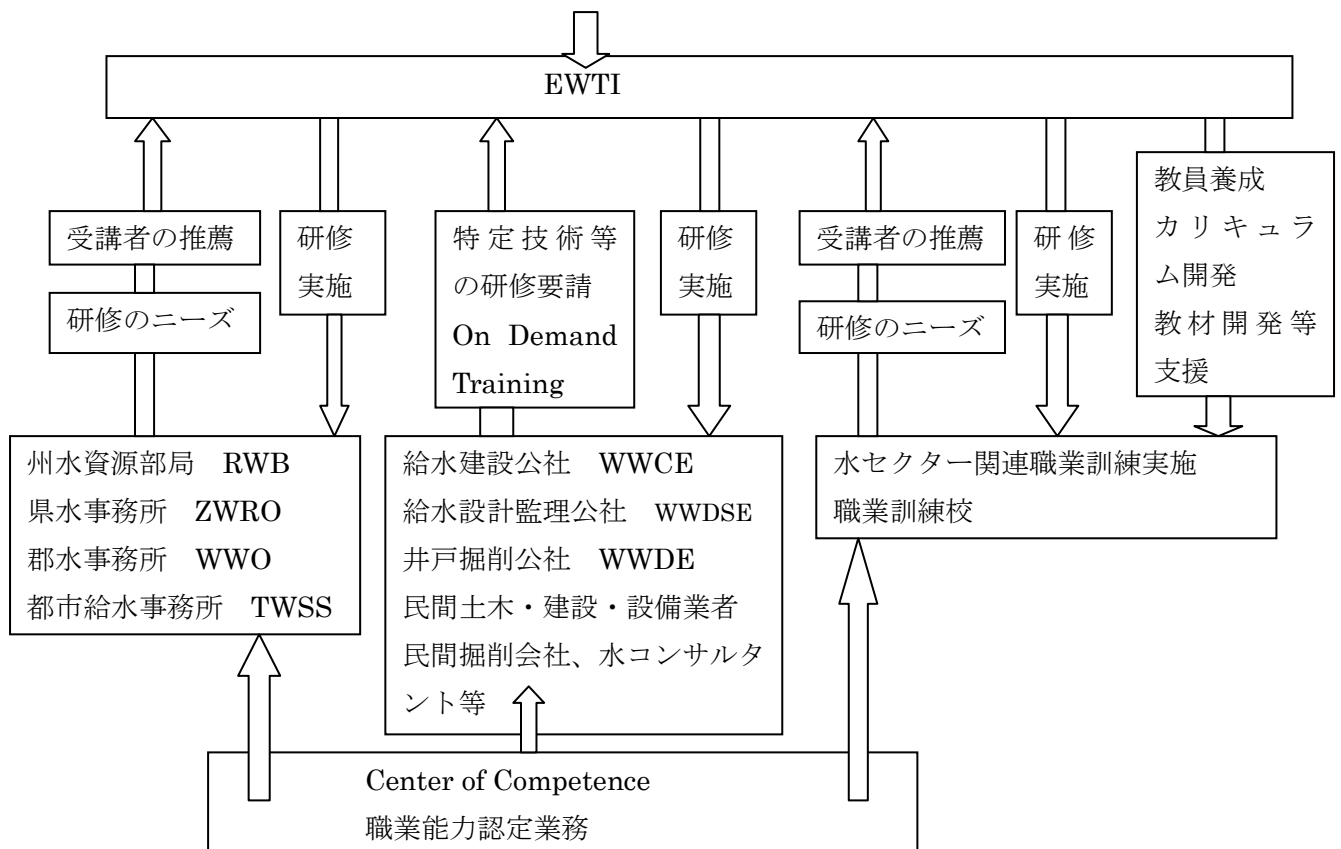 EWTI
受講者の推薦
研修のニーズ
研修
実施
特定技術等
の研修要請
On Demand
Training
研修
実施
受講者の推薦
研修のニーズ
研修
実施
教員養成
カリキュラ
ム開発
教材開発等
支援
州水資源部局 RWB
県水事務所 ZWRO
郡水事務所 WWO
都市給水事務所 TWSS
給水建設公社 WWCE
給水設計監理公社 WWDSE
井戸掘削公社 WWDE
民間土木・建設・設備業者
民間掘削会社、水コンサルタ
ント等
水セクター関連職業訓練実施
職業訓練校
Center of Competence
職業能力認定業務